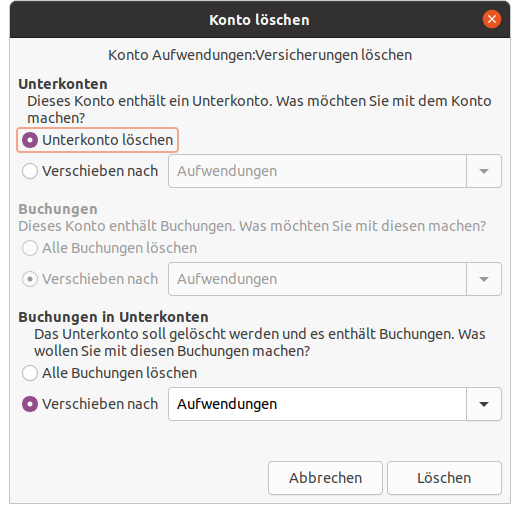 Konto löschen
Konto Aufwendungen:Versicherungen löschen
Unterkonten
Dieses Konto enthält ein Unterkonto. Was möchten Sie mit dem Konto
machen?
Unterkonto löschen
Verschieben nach Aufwendungen
Buchungen
Dieses Konto enthält Buchungen. Was möchten Sie mit diesen machen?
Alle Buchungen löschen
Verschieben nach Aufwendungen
Buchungen in Unterkonten
Das Unterkonto soll gelöscht werden und es enthält Buchungen. Was
wollen Sie mit diesen Buchungen machen?
Alle Buchungen löschen
Verschieben nach Aufwendungen
Abbrechen Löschen